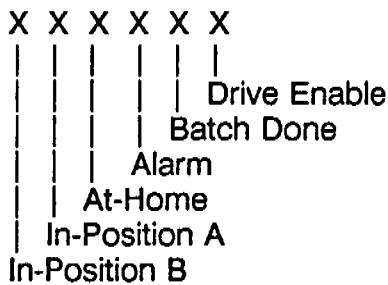 X X X X X X
Drive Enable
Batch Done
Alarm
At-Home
In-Position A
In-Position B